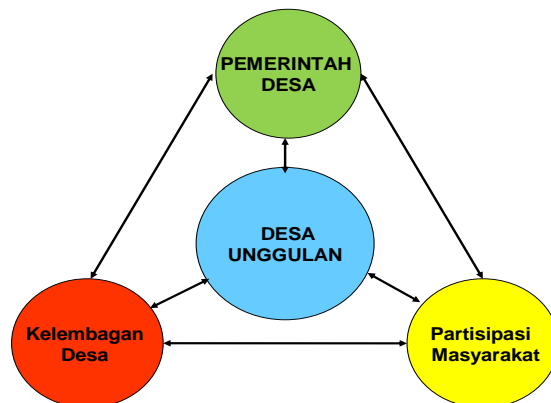 PEMERINTAH
DESA
DESA
UNGGULAN
Kelembagan
Desa
Partisipasi
Masyarakat